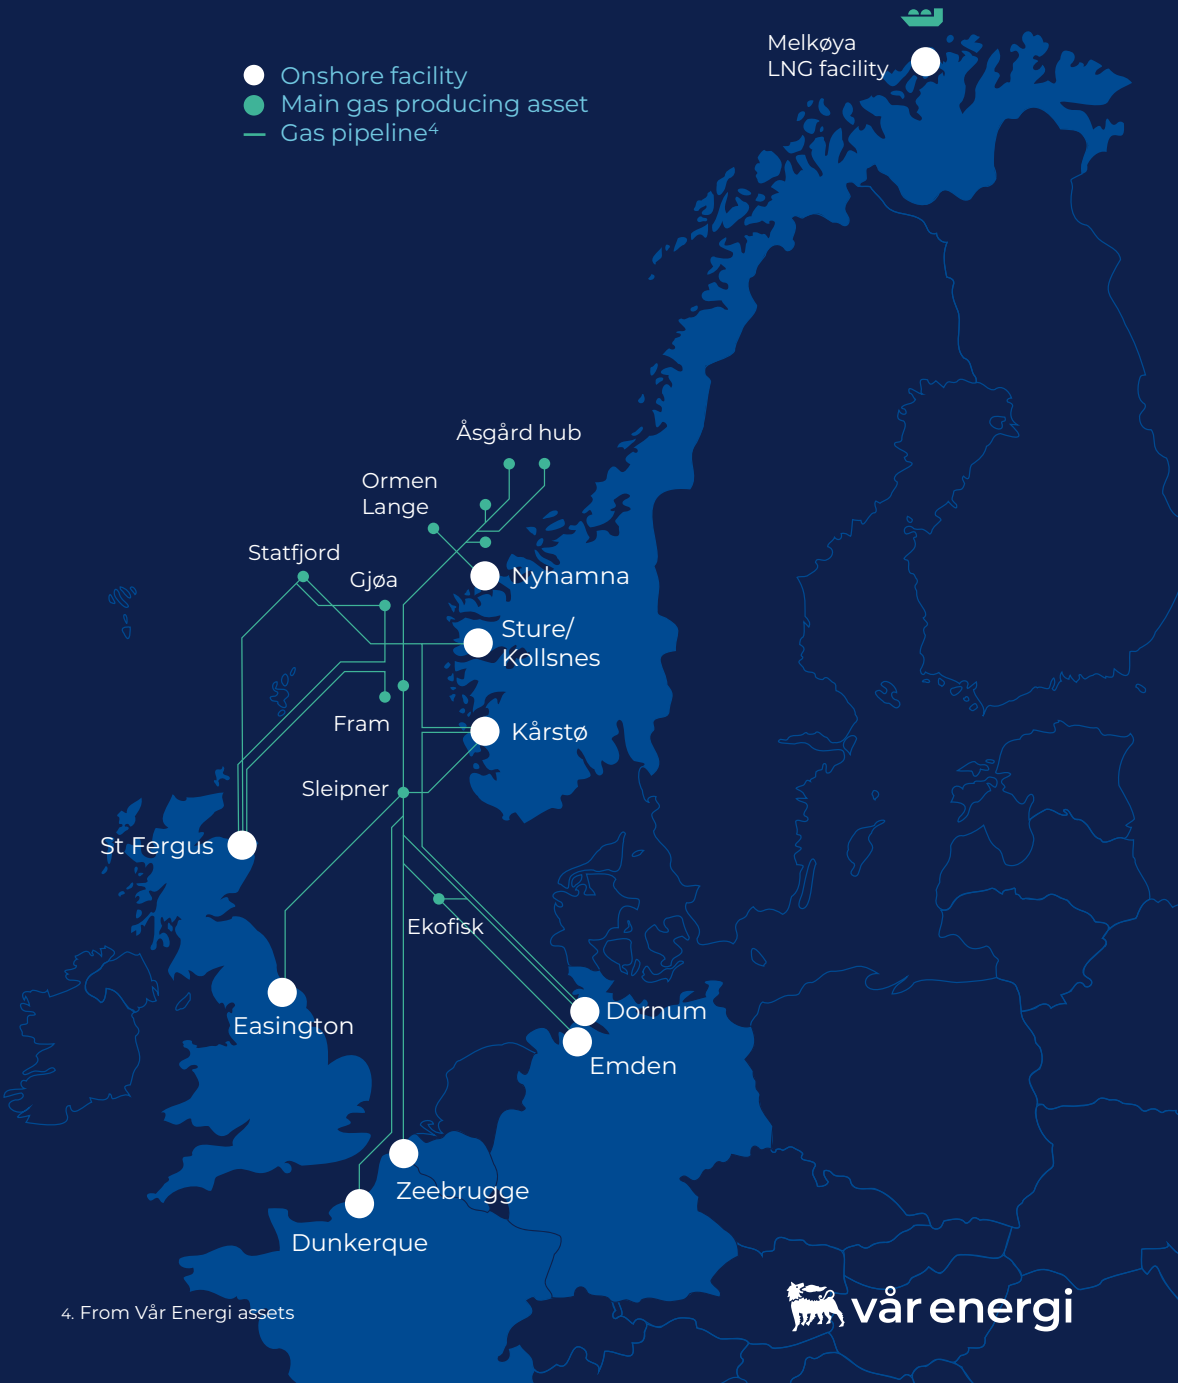 Melkøya
LNG facility
Onshore facility
Main gas producing asset
Gas pipeline⁴
Åsgård hub
Ormen
Lange
Statfjord
Gjøa
Nyhamna
Sture/
Kollsnes
Fram
Kårstø
Sleipner
St Fergus
Ekofisk
Easington
Dornum
Emden
Zeebrugge
Dunkerque
4. From Vår Energi assets
vår energi